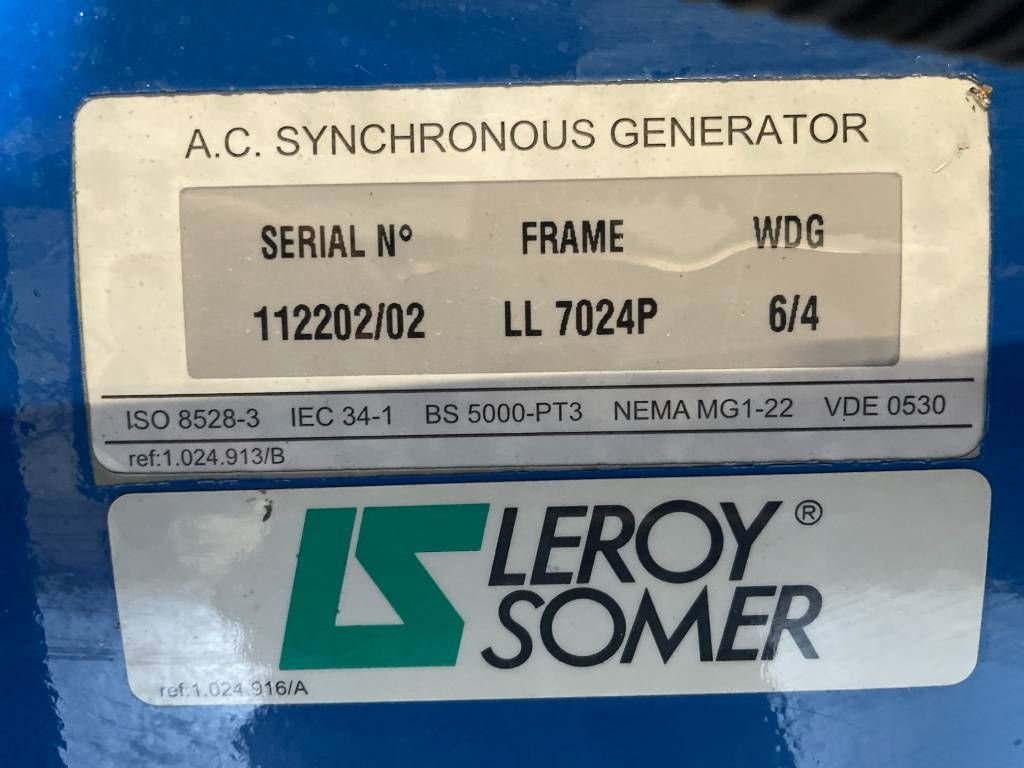 A.C. SYNCHRONOUS GENERATOR
SERIAL N° FRAME WDG
112202/02 LL 7024P 6/4
ISO 8528-3 IEC 34-1 BS 5000-PT3 NEMA MG1-22 VDE 0530
ref:1.024.913/B
LS LEROY ®
SOMER
ref:1.024.916/A